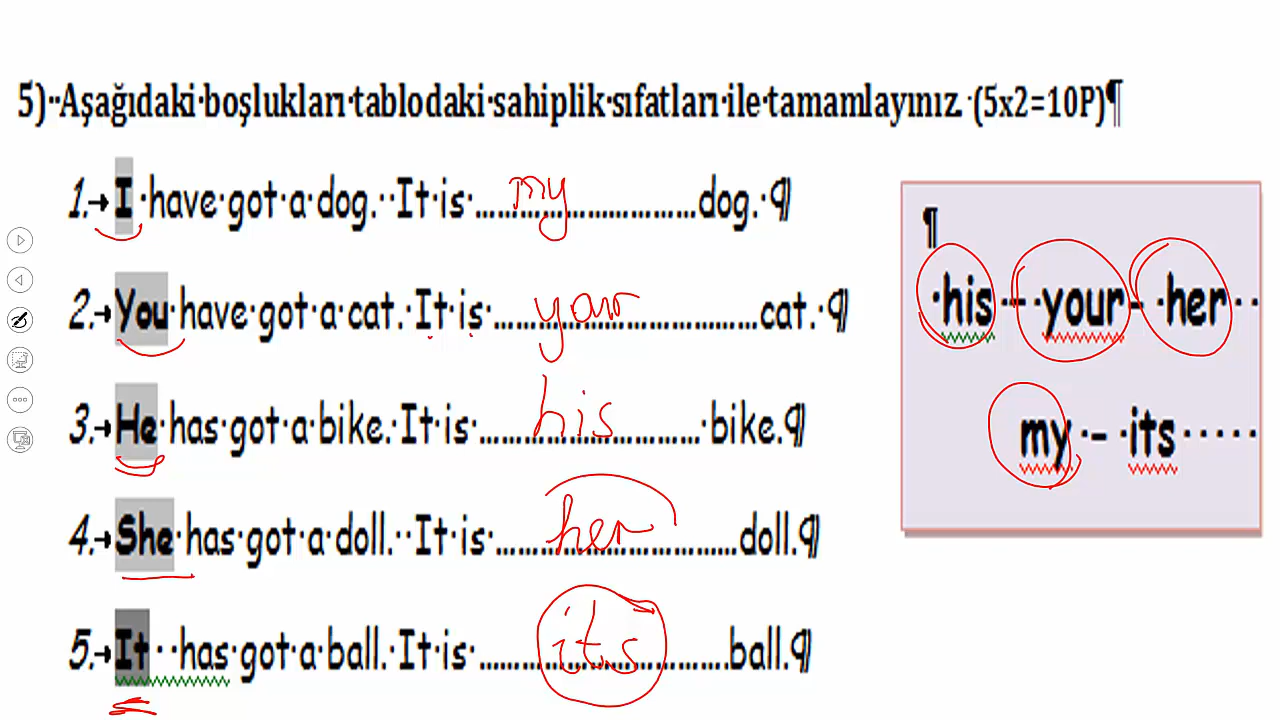 5) Aşağıdaki boşlukları tablodaki sahiplik sıfatları ile tamamlayınız. (5x2=10P)¶
1.→ I have got a dog. It is ...my... dog. ¶
2.→ You have got a cat. It is ...your... cat. ¶
3.→ He has got a bike. It is ...his... bike.¶
4.→ She has got a doll. It is ...her... doll.¶
5.→ It has got a ball. It is ...its... ball.¶
¶
his – your – her
my – its